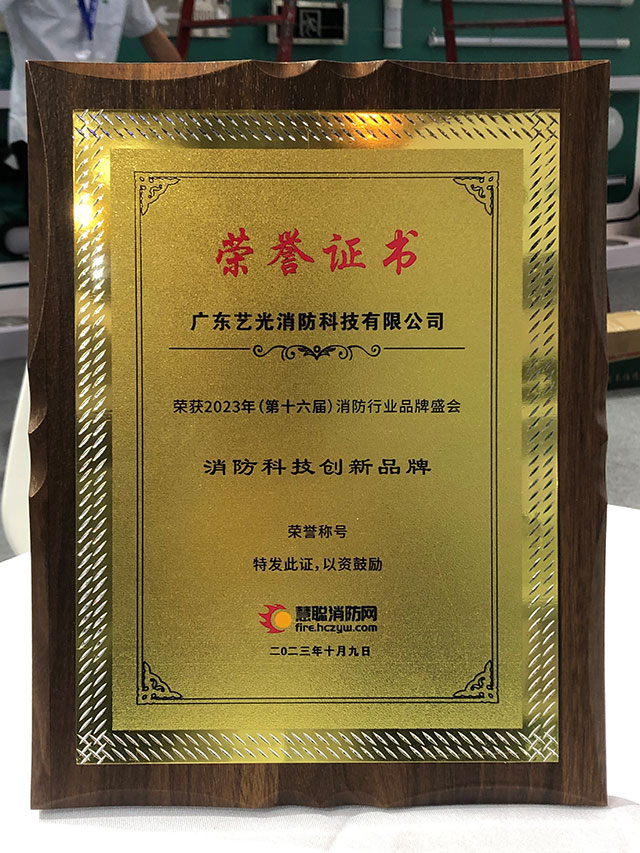 荣誉证书
广东艺光消防科技有限公司
荣获2023年(第十六届)消防行业品牌盛会
消防科技创新品牌
荣誉称号
特发此证,以资鼓励
慧聪消防网
fire.hczyw.com
二〇二三年十月九日